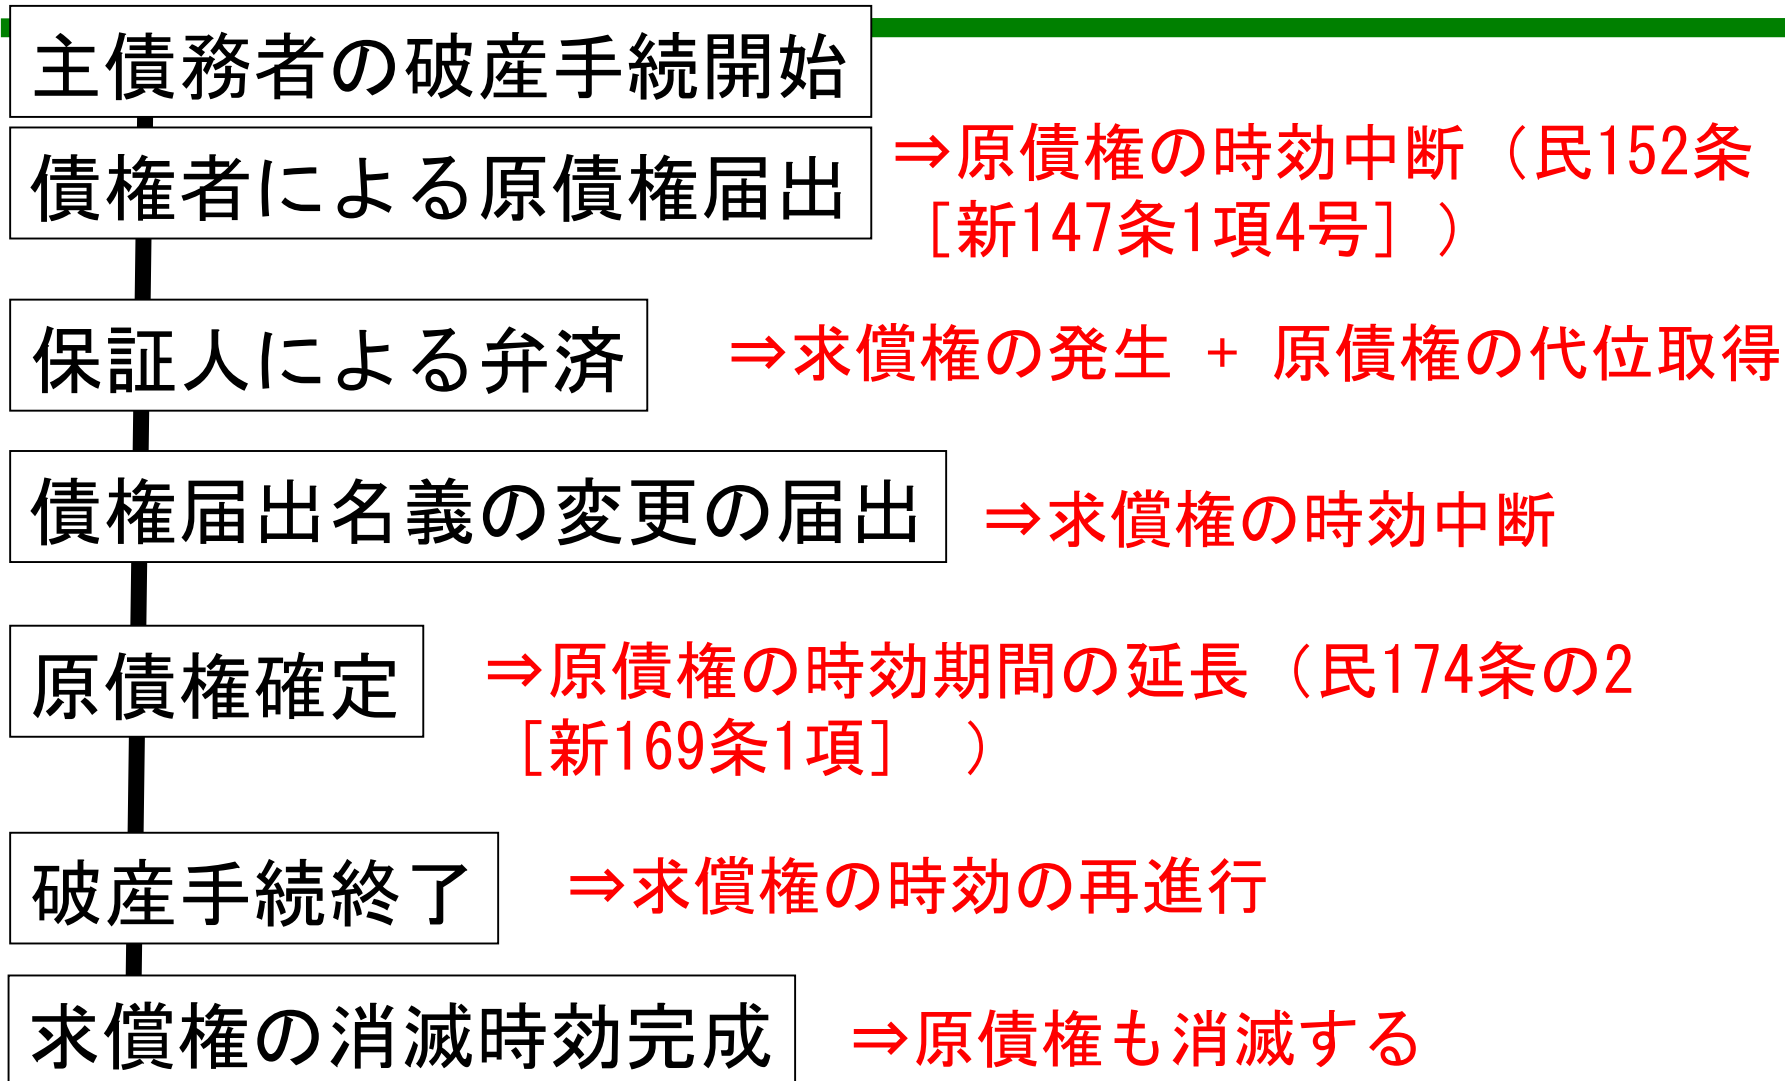 主債務者の破産手続開始
債権者による原債権届出
⇒原債権の時効中断（民152条
［新147条1項4号］）
保証人による弁済
⇒求償権の発生 + 原債権の代位取得
債権届出名義の変更の届出
⇒求償権の時効中断
原債権確定
⇒原債権の時効期間の延長（民174条の2
［新169条1項］ ）
破産手続終了
⇒求償権の時効の再進行
求償権の消滅時効完成
⇒原債権も消滅する